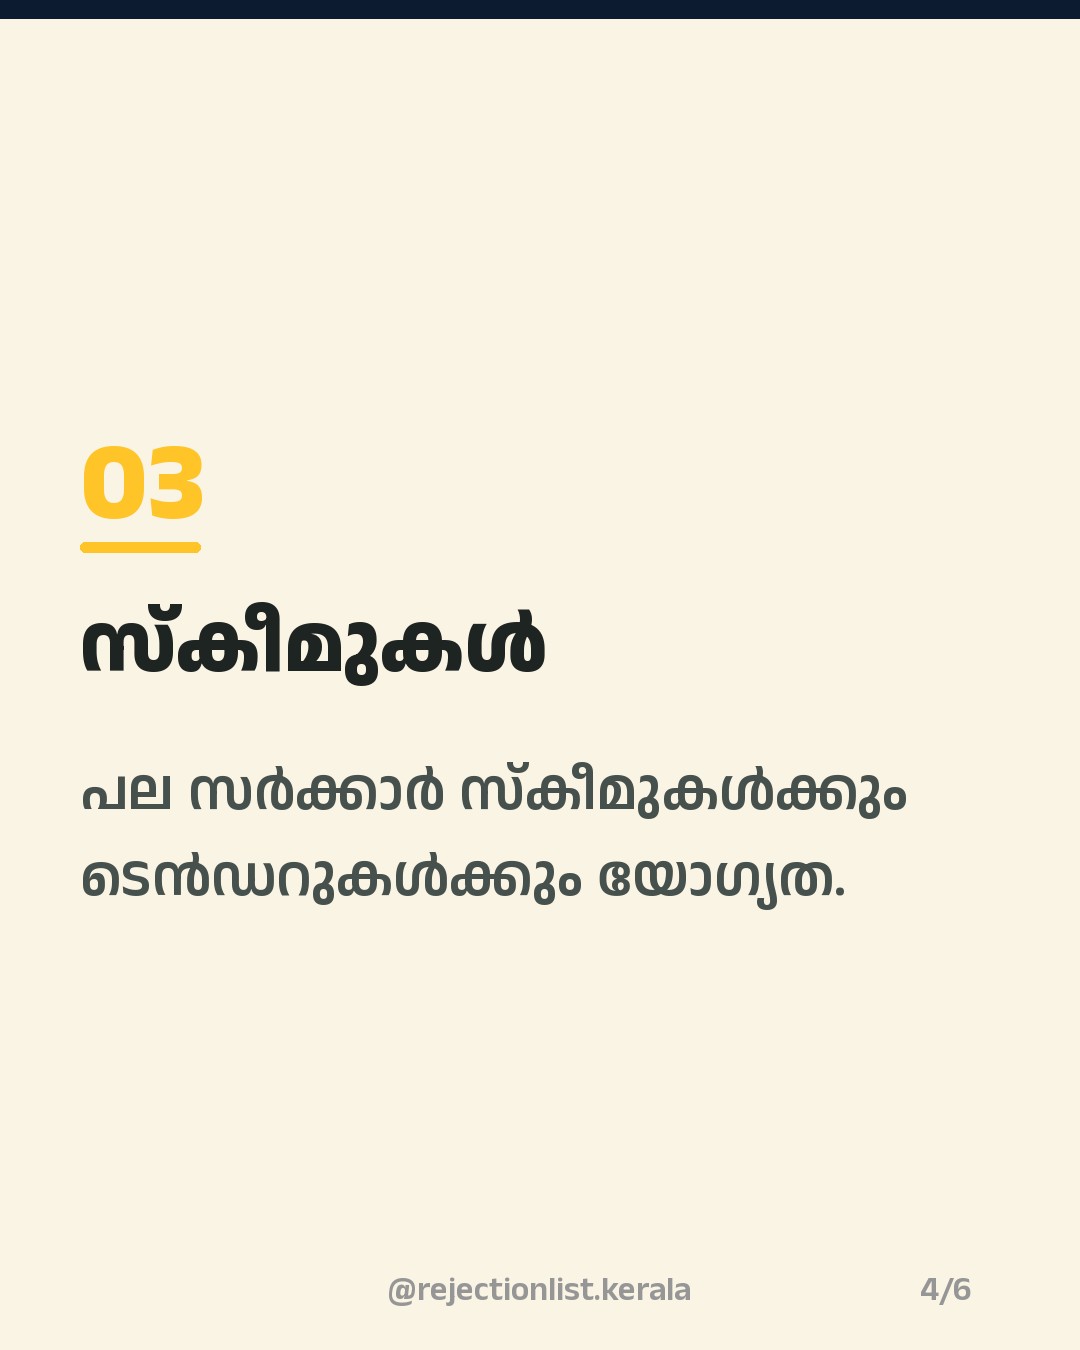 03
സ്കീമുകൾ
പല സർക്കാർ സ്കീമുകൾക്കും
ടെൻഡറുകൾക്കും യോഗ്യത.
@rejectionlist.kerala
4/6